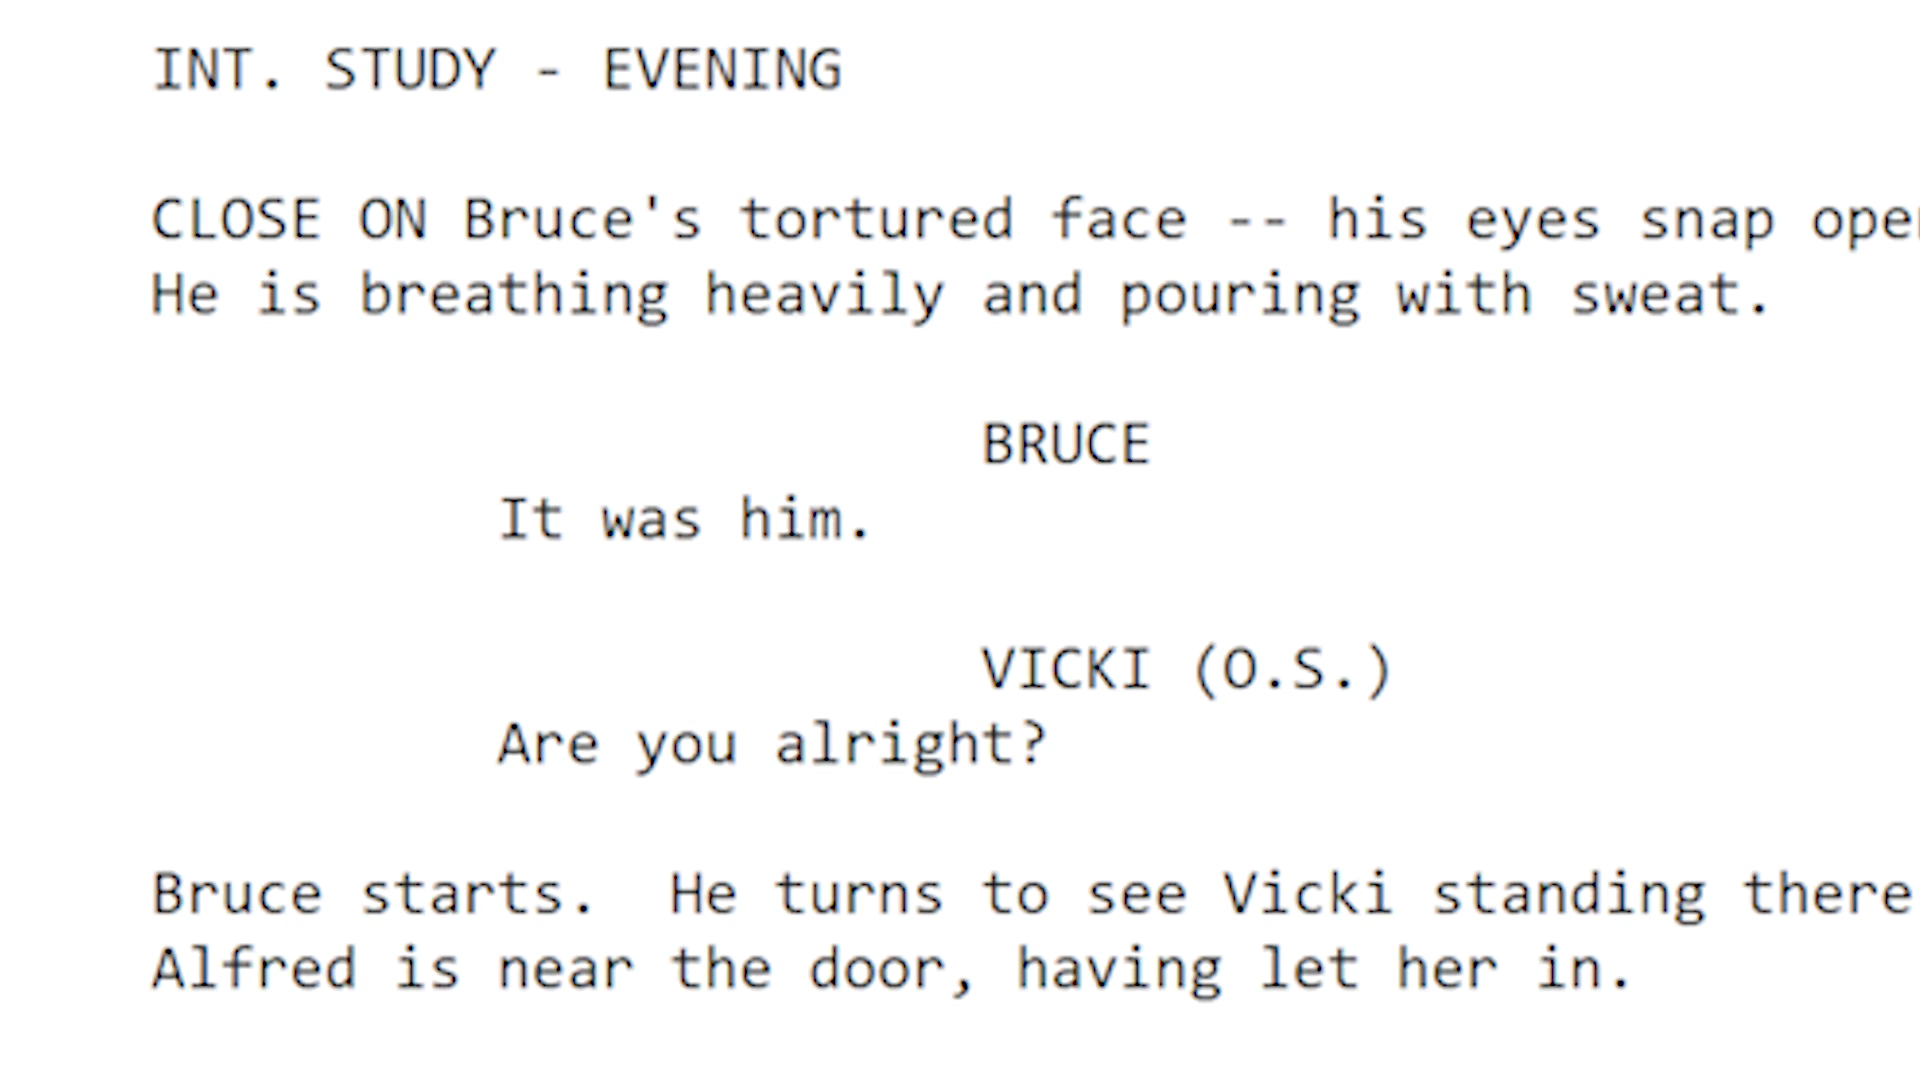 INT. STUDY - EVENING
CLOSE ON Bruce's tortured face -- his eyes snap
He is breathing heavily and pouring with sweat.
BRUCE
It was him.
VICKI (O.S.)
Are you alright?
Bruce starts.  He turns to see Vicki standing there
Alfred is near the door, having let her in.